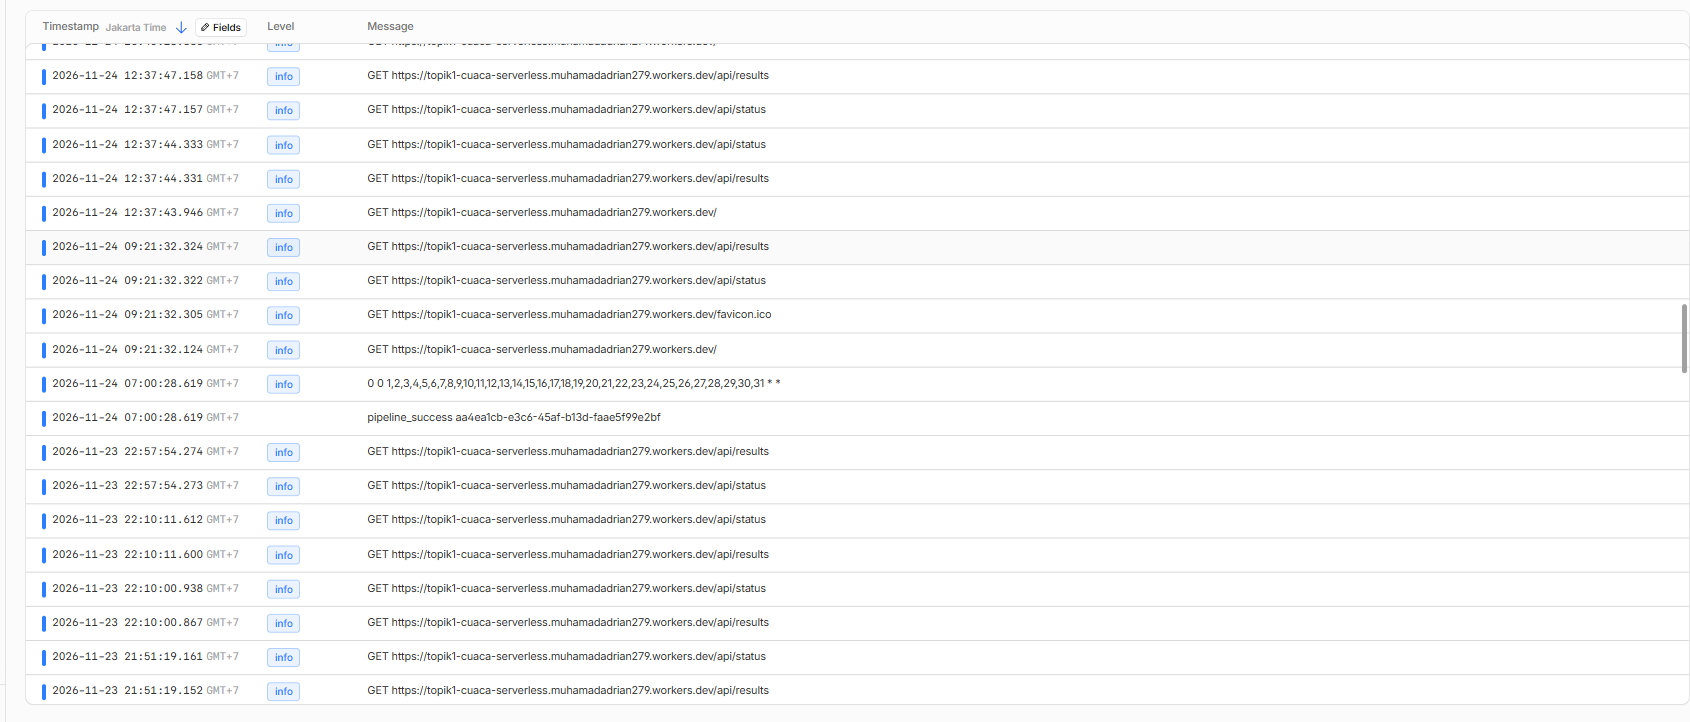 Timestamp Jakarta Time Fields Level Message
2026-11-24 12:37:47.158 GMT+7 info GET https://topik1-cuaca-serverless.muhamadadrian279.workers.dev/api/results
2026-11-24 12:37:47.157 GMT+7 info GET https://topik1-cuaca-serverless.muhamadadrian279.workers.dev/api/status
2026-11-24 12:37:44.333 GMT+7 info GET https://topik1-cuaca-serverless.muhamadadrian279.workers.dev/api/status
2026-11-24 12:37:44.331 GMT+7 info GET https://topik1-cuaca-serverless.muhamadadrian279.workers.dev/api/results
2026-11-24 12:37:43.946 GMT+7 info GET https://topik1-cuaca-serverless.muhamadadrian279.workers.dev/
2026-11-24 09:21:32.324 GMT+7 info GET https://topik1-cuaca-serverless.muhamadadrian279.workers.dev/api/results
2026-11-24 09:21:32.322 GMT+7 info GET https://topik1-cuaca-serverless.muhamadadrian279.workers.dev/api/status
2026-11-24 09:21:32.305 GMT+7 info GET https://topik1-cuaca-serverless.muhamadadrian279.workers.dev/favicon.ico
2026-11-24 09:21:32.124 GMT+7 info GET https://topik1-cuaca-serverless.muhamadadrian279.workers.dev/
2026-11-24 07:00:28.619 GMT+7 info 0 0 1,2,3,4,5,6,7,8,9,10,11,12,13,14,15,16,17,18,19,20,21,22,23,24,25,26,27,28,29,30,31 * *
2026-11-24 07:00:28.619 GMT+7 pipeline_success aa4ea1cb-e3c6-45af-b13d-faae5f99e2bf
2026-11-23 22:57:54.274 GMT+7 info GET https://topik1-cuaca-serverless.muhamadadrian279.workers.dev/api/results
2026-11-23 22:57:54.273 GMT+7 info GET https://topik1-cuaca-serverless.muhamadadrian279.workers.dev/api/status
2026-11-23 22:10:11.612 GMT+7 info GET https://topik1-cuaca-serverless.muhamadadrian279.workers.dev/api/status
2026-11-23 22:10:11.600 GMT+7 info GET https://topik1-cuaca-serverless.muhamadadrian279.workers.dev/api/results
2026-11-23 22:10:00.938 GMT+7 info GET https://topik1-cuaca-serverless.muhamadadrian279.workers.dev/api/status
2026-11-23 22:10:00.867 GMT+7 info GET https://topik1-cuaca-serverless.muhamadadrian279.workers.dev/api/results
2026-11-23 21:51:19.161 GMT+7 info GET https://topik1-cuaca-serverless.muhamadadrian279.workers.dev/api/status
2026-11-23 21:51:19.152 GMT+7 info GET https://topik1-cuaca-serverless.muhamadadrian279.workers.dev/api/results